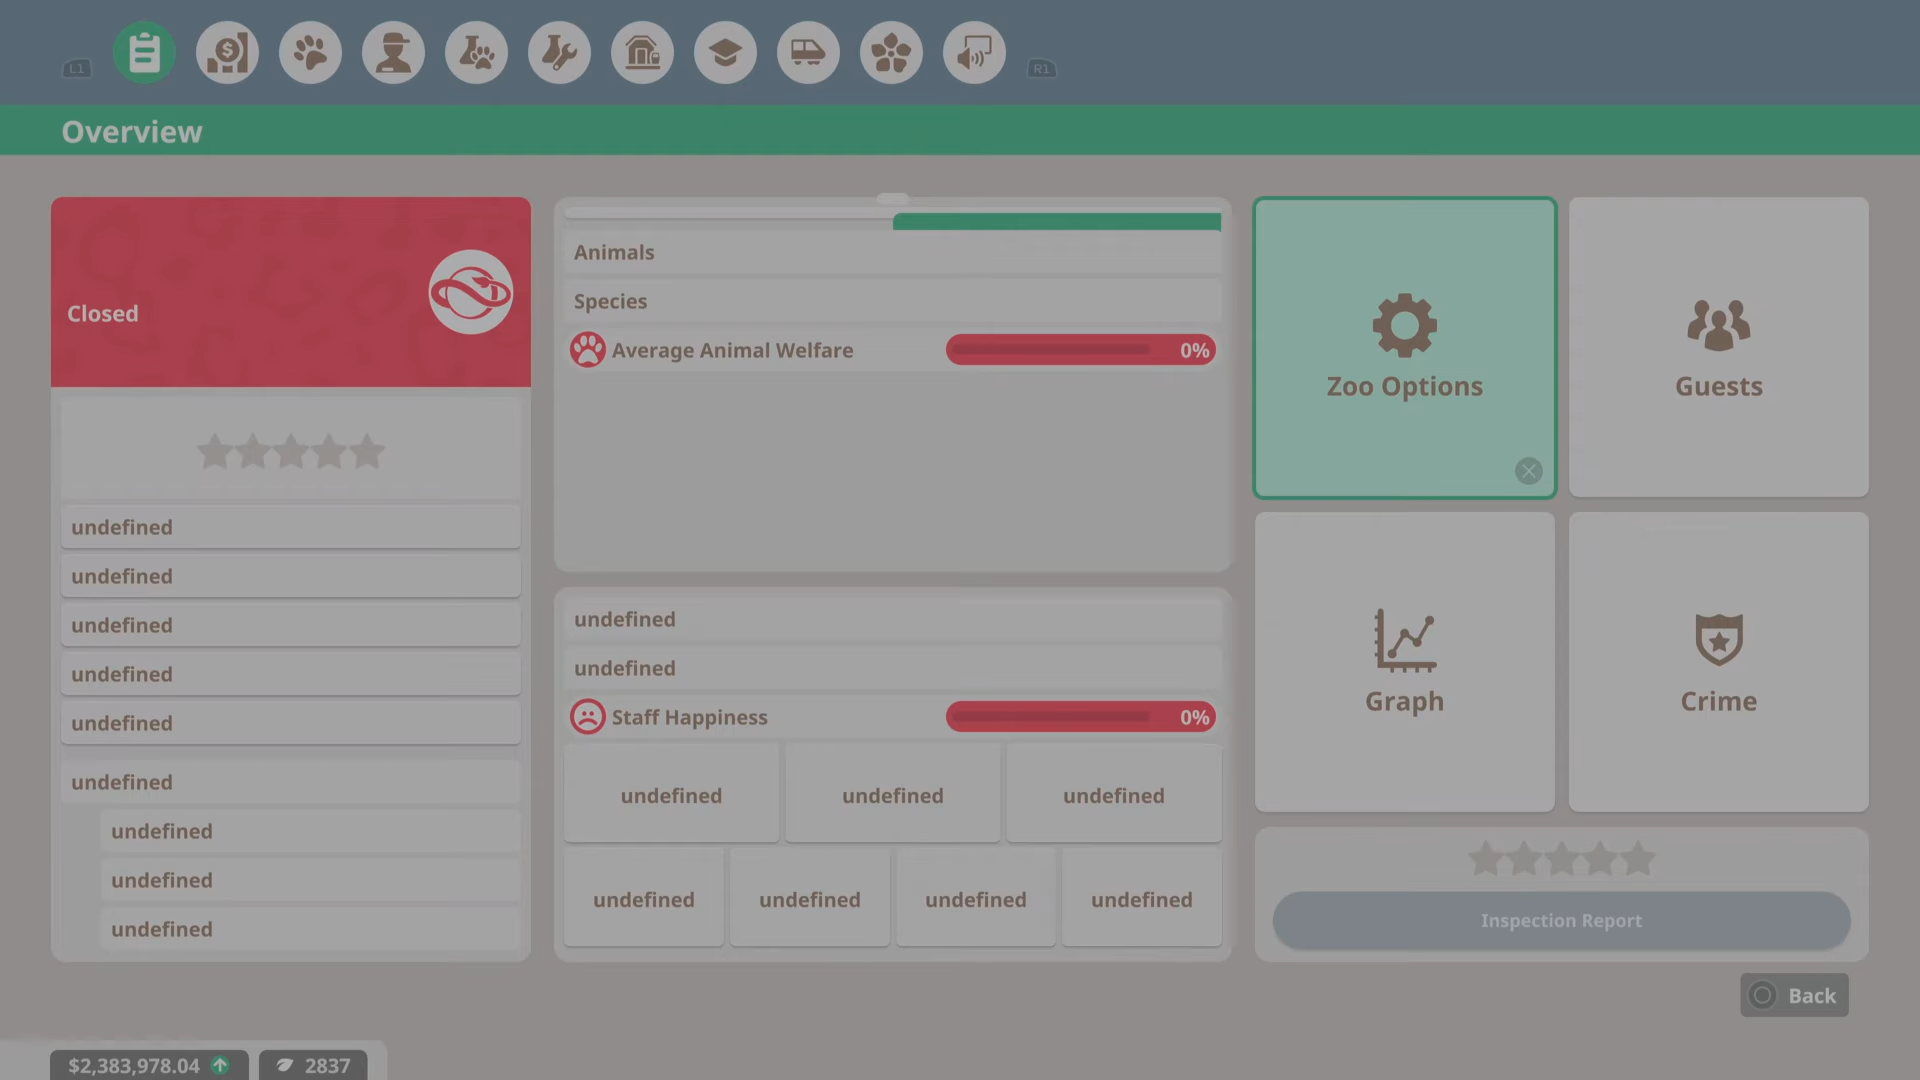 L1
R1
Overview
Closed
undefined
undefined
undefined
undefined
undefined
undefined
undefined
undefined
undefined
Animals
Species
Average Animal Welfare 0%
undefined
undefined
Staff Happiness 0%
undefined undefined undefined
undefined undefined undefined undefined
Zoo Options
Guests
Graph
Crime
Inspection Report
Back
$2,383,978.04
2837